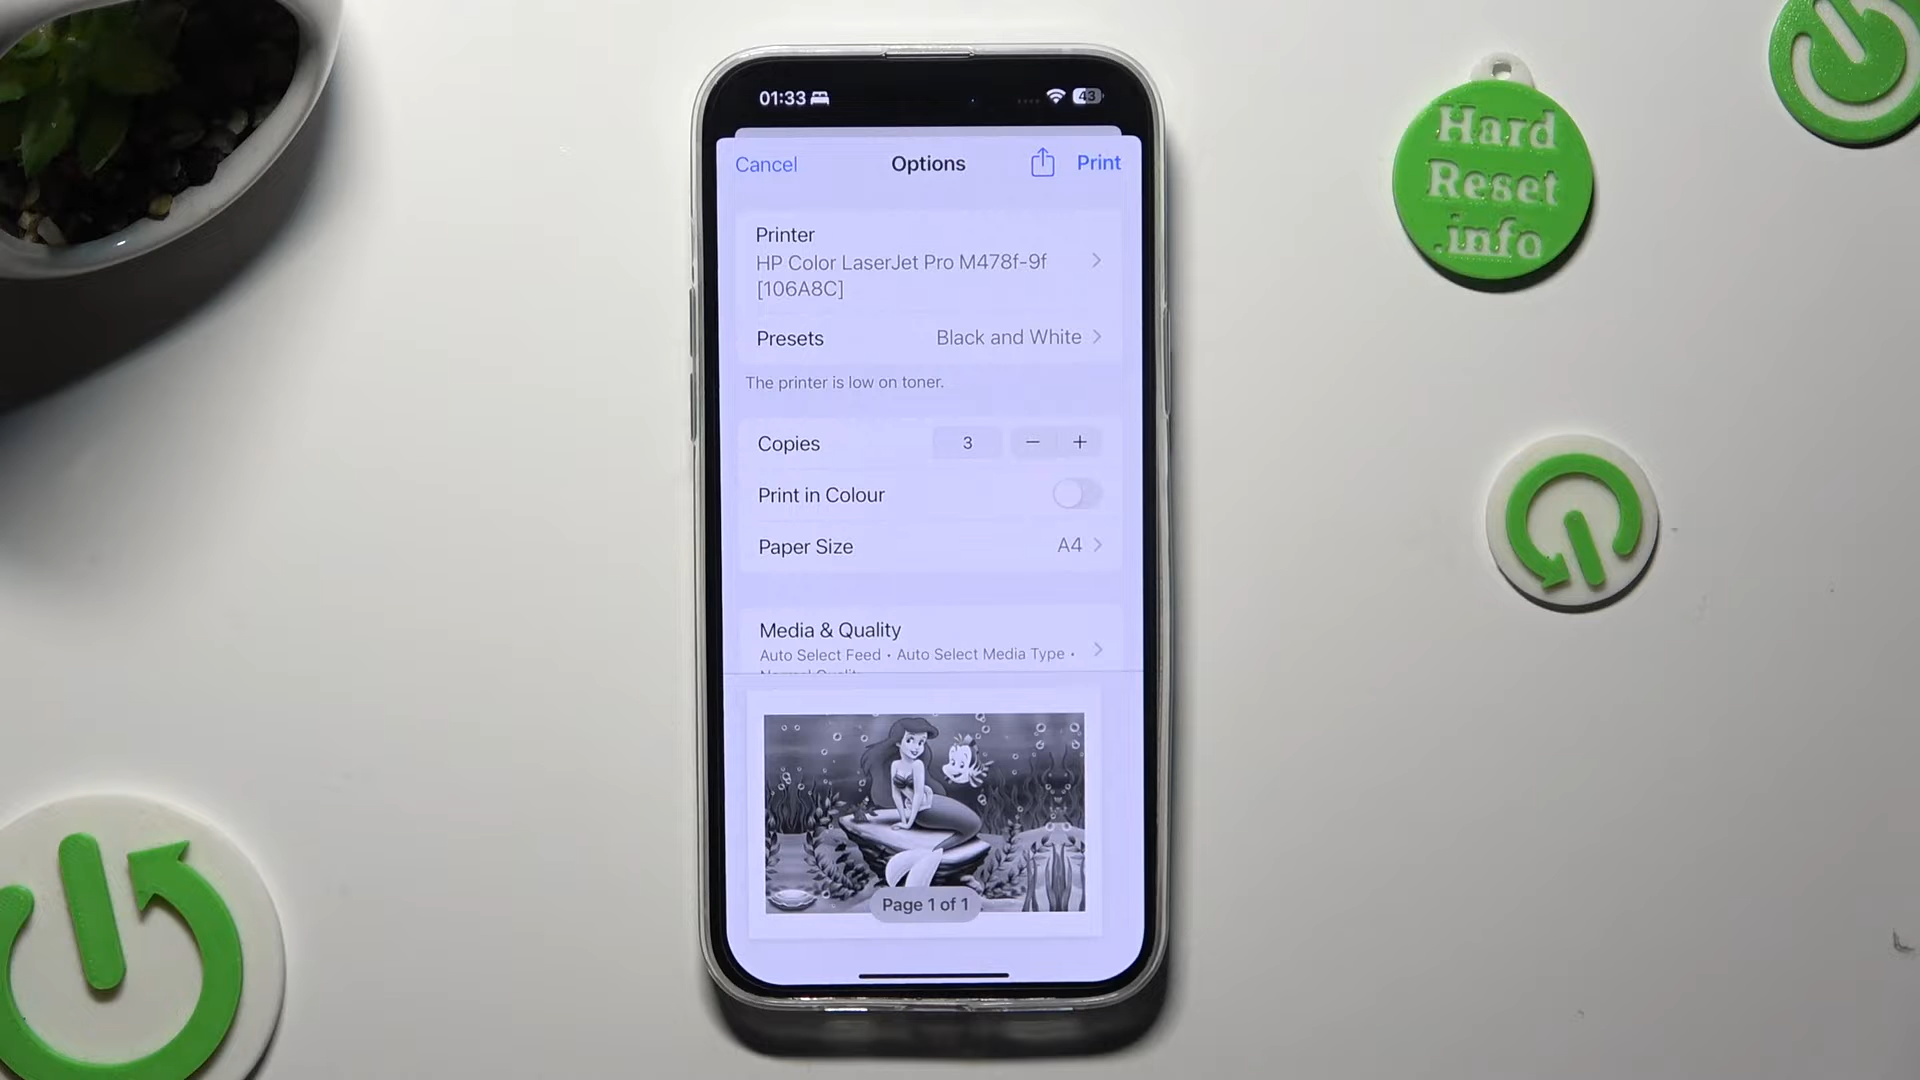 01:33
43
Cancel
Options
Print
Printer
HP Color LaserJet Pro M478f-9f
[106A8C]
Presets
Black and White
The printer is low on toner.
Copies
3
− +
Print in Colour
Paper Size
A4
Media & Quality
Auto Select Feed • Auto Select Media Type •
Page 1 of 1
Hard
Reset
.info